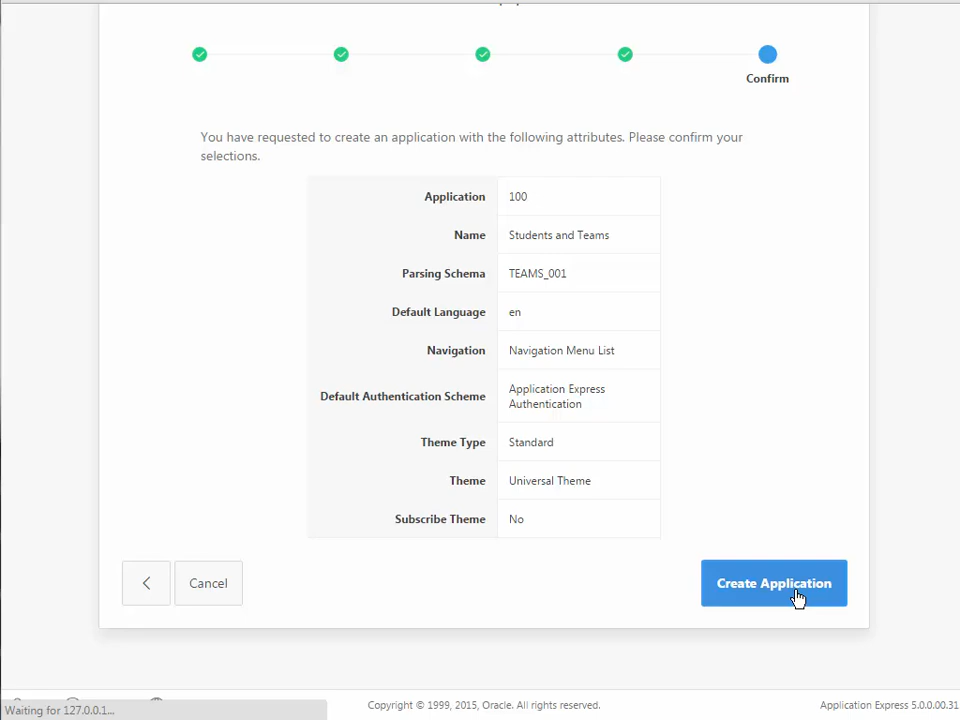 Confirm
You have requested to create an application with the following attributes. Please confirm your
selections.
Application 100
Name Students and Teams
Parsing Schema TEAMS_001
Default Language en
Navigation Navigation Menu List
Default Authentication Scheme Application Express
Authentication
Theme Type Standard
Theme Universal Theme
Subscribe Theme No
Cancel Create Application
Waiting for 127.0.0.1...
Copyright © 1999, 2015, Oracle. All rights reserved.
Application Express 5.0.0.00.31